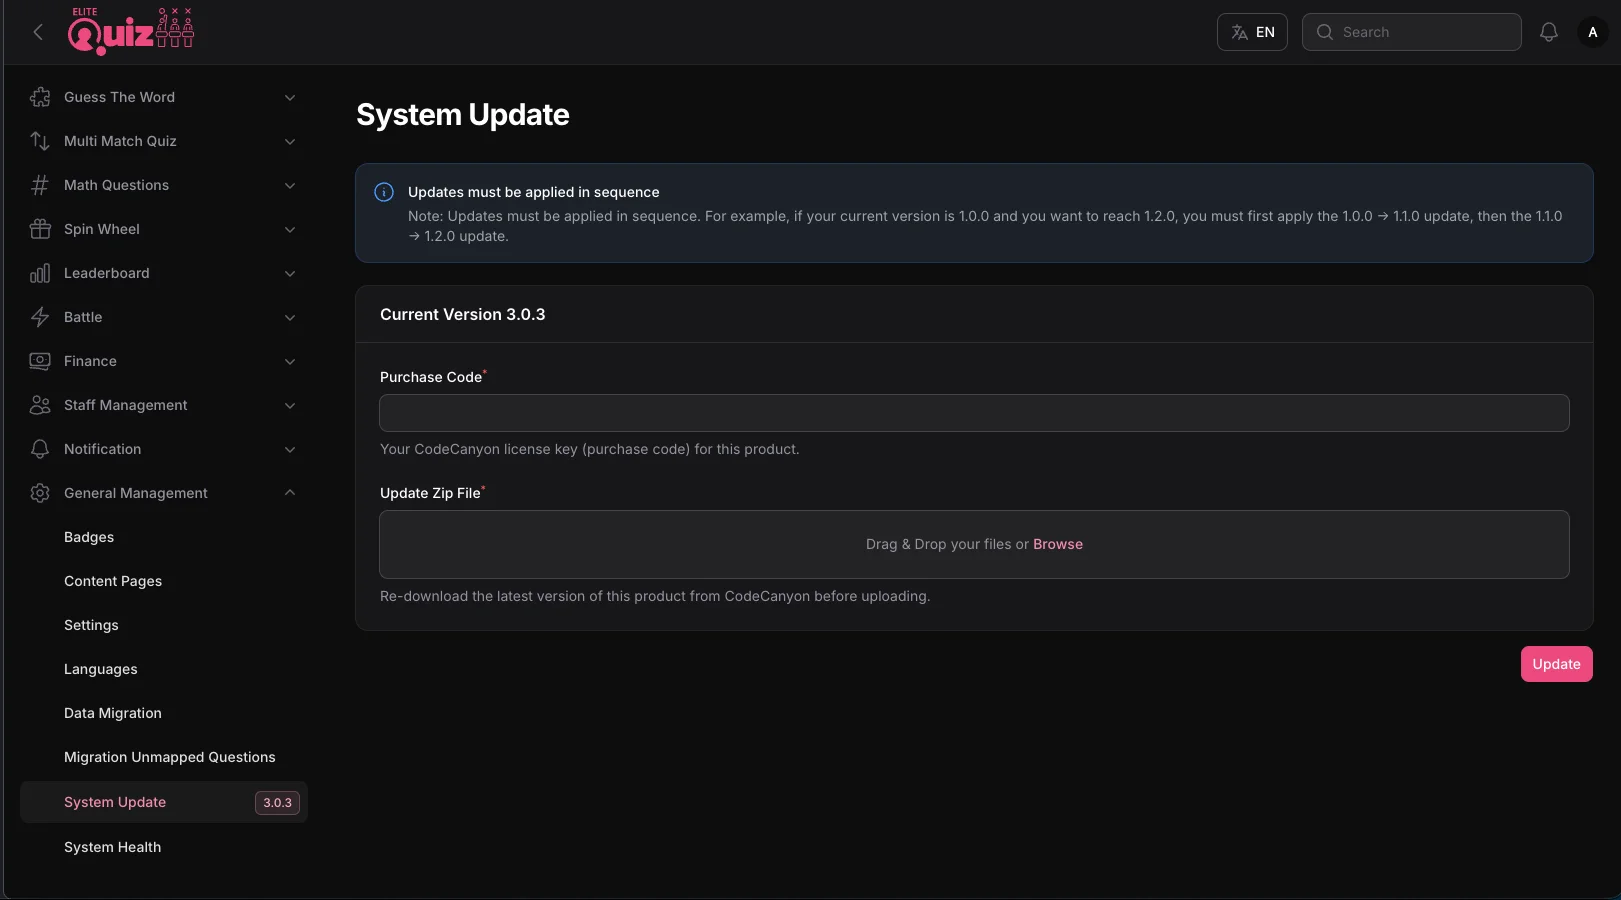 ELITE
Quiz
EN
Search
A
Guess The Word
Multi Match Quiz
Math Questions
Spin Wheel
Leaderboard
Battle
Finance
Staff Management
Notification
General Management
Badges
Content Pages
Settings
Languages
Data Migration
Migration Unmapped Questions
System Update
3.0.3
System Health
System Update
Updates must be applied in sequence
Note: Updates must be applied in sequence. For example, if your current version is 1.0.0 and you want to reach 1.2.0, you must first apply the 1.0.0 → 1.1.0 update, then the 1.1.0
→ 1.2.0 update.
Current Version 3.0.3
Purchase Code*
Your CodeCanyon license key (purchase code) for this product.
Update Zip File*
Drag & Drop your files or Browse
Re-download the latest version of this product from CodeCanyon before uploading.
Update